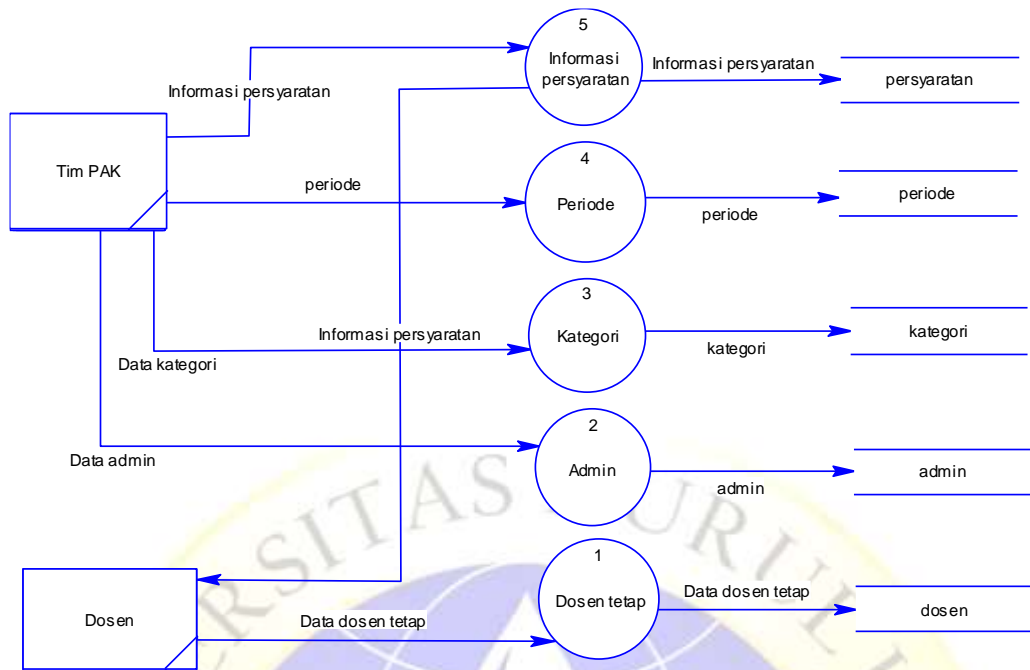 5
Informasi
persyaratan
Informasi persyaratan
persyaratan
Informasi persyaratan
Tim PAK
4
Periode
periode
periode
periode
3
Kategori
kategori
kategori
Informasi persyaratan
Data kategori
2
Admin
admin
admin
Data admin
1
Dosen tetap
Data dosen tetap
dosen
Dosen
Data dosen tetap